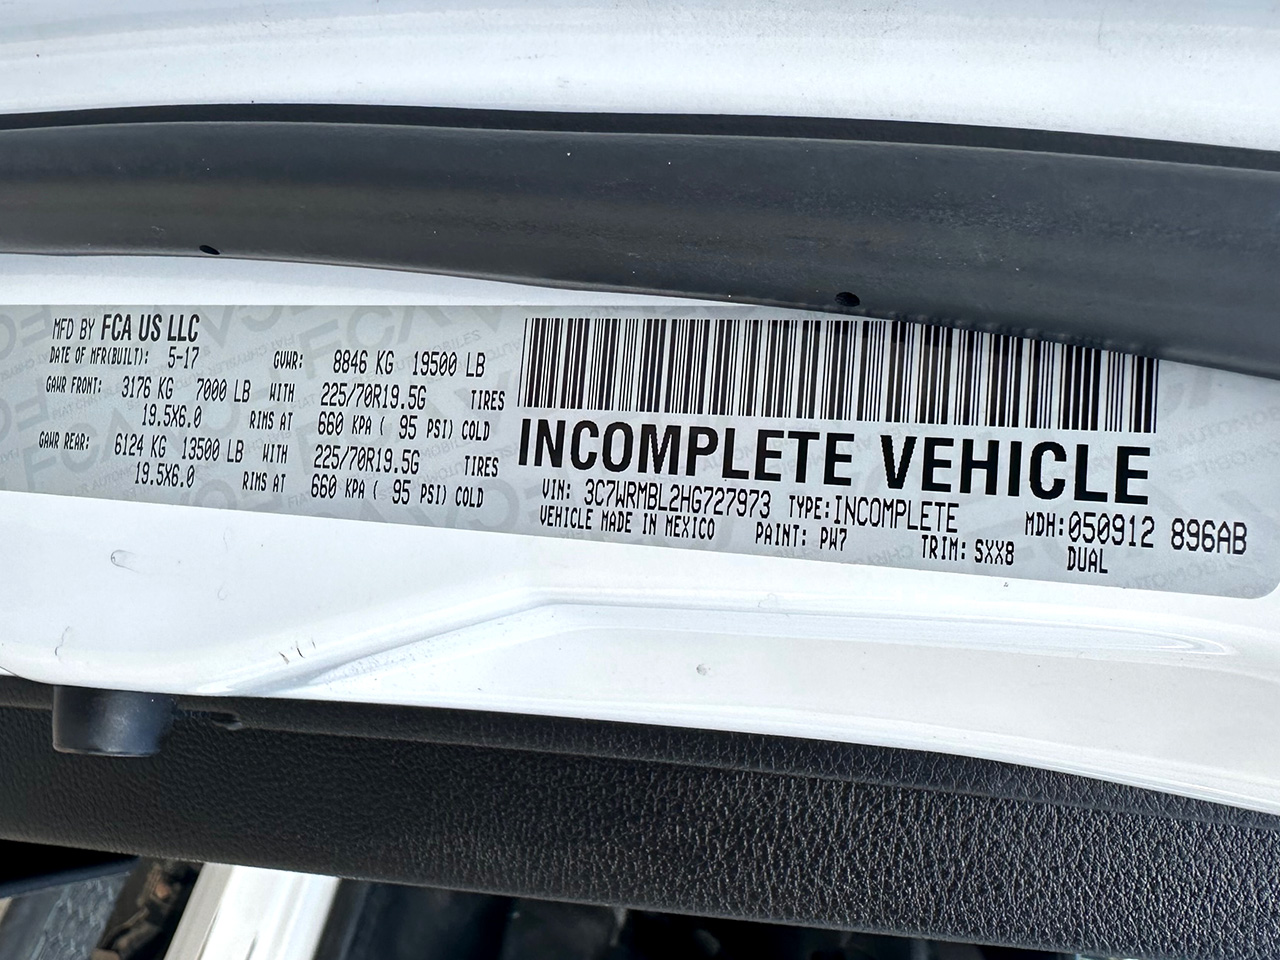 MFD BY FCA US LLC
DATE OF MFR(BUILT): 5-17 GVWR: 8846 KG 19500 LB
GAWR FRONT: 3176 KG 7000 LB WITH 225/70R19.5G TIRES
19.5X6.0 RIMS AT 660 KPA ( 95 PSI) COLD
GAWR REAR: 6124 KG 13500 LB WITH 225/70R19.5G TIRES
19.5X6.0 RIMS AT 660 KPA ( 95 PSI) COLD
INCOMPLETE VEHICLE
VIN: 3C7WRMBL2HG727973 TYPE:INCOMPLETE MDH:050912 896AB
VEHICLE MADE IN MEXICO PAINT: PW7 TRIM: SXX8 DUAL